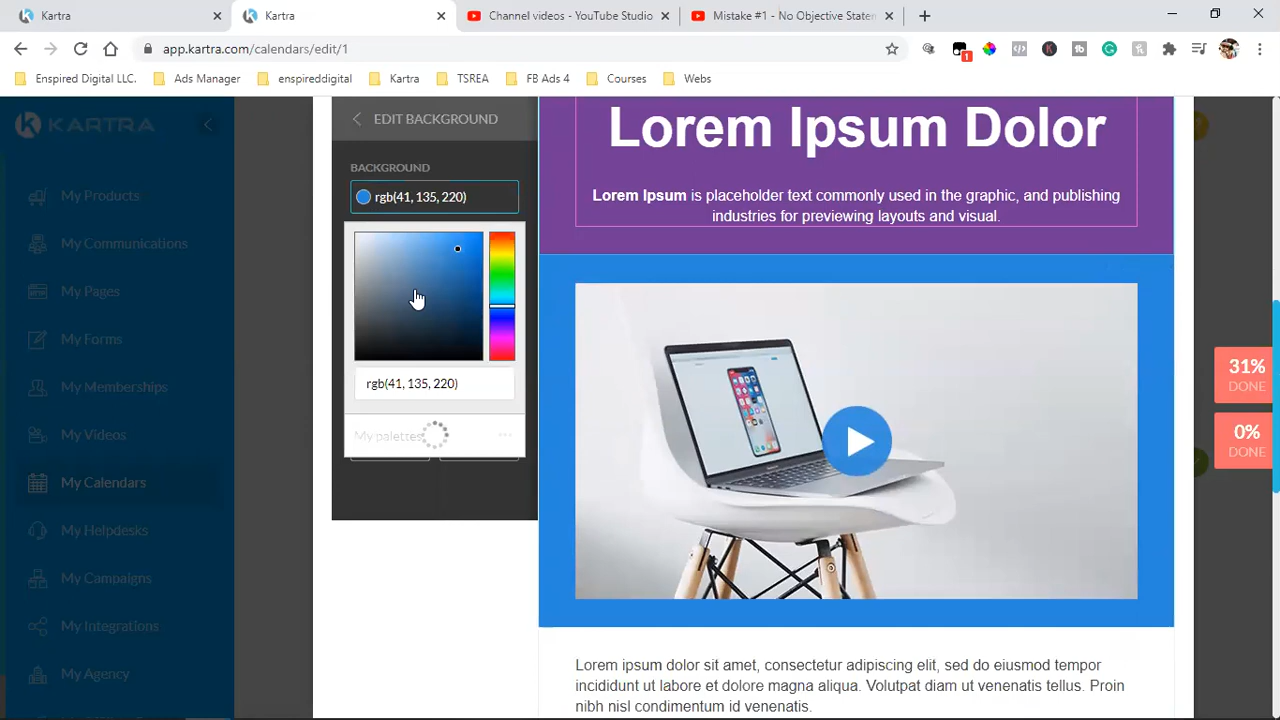 Kartra
Kartra
Channel videos - YouTube Studio
Mistake #1 - No Objective Staten
app.kartra.com/calendars/edit/1
1
Enspired Digital LLC.
Ads Manager
enspireddigital
Kartra
TSREA
FB Ads 4
Courses
Webs
KARTRA
My Products
My Communications
My Pages
My Forms
My Memberships
My Videos
My Calendars
My Helpdesks
My Campaigns
My Integrations
My Agency
EDIT BACKGROUND
BACKGROUND
rgb(41, 135, 220)
rgb(41, 135, 220)
My palettes
Lorem Ipsum Dolor
Lorem Ipsum is placeholder text commonly used in the graphic, and publishing
industries for previewing layouts and visual.
Lorem ipsum dolor sit amet, consectetur adipiscing elit, sed do eiusmod tempor
incididunt ut labore et dolore magna aliqua. Volutpat diam ut venenatis tellus. Proin
nibh nisl condimentum id venenatis.
31%
DONE
0%
DONE